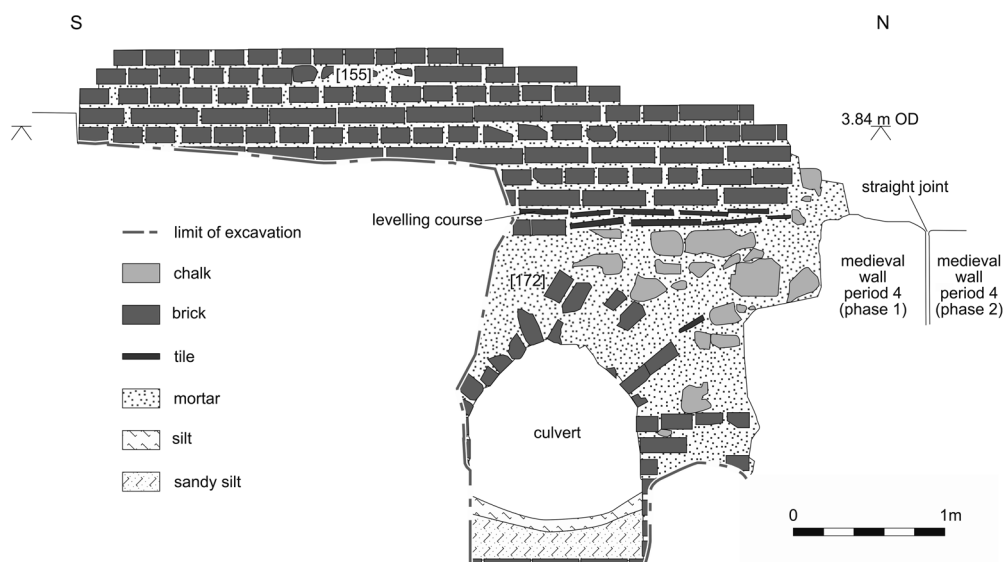 S
N
[155]
3.84 m OD
straight joint
levelling course
limit of excavation
chalk
brick
tile
mortar
silt
sandy silt
[172]
medieval
wall
period 4
(phase 1)
medieval
wall
period 4
(phase 2)
culvert
0
1m